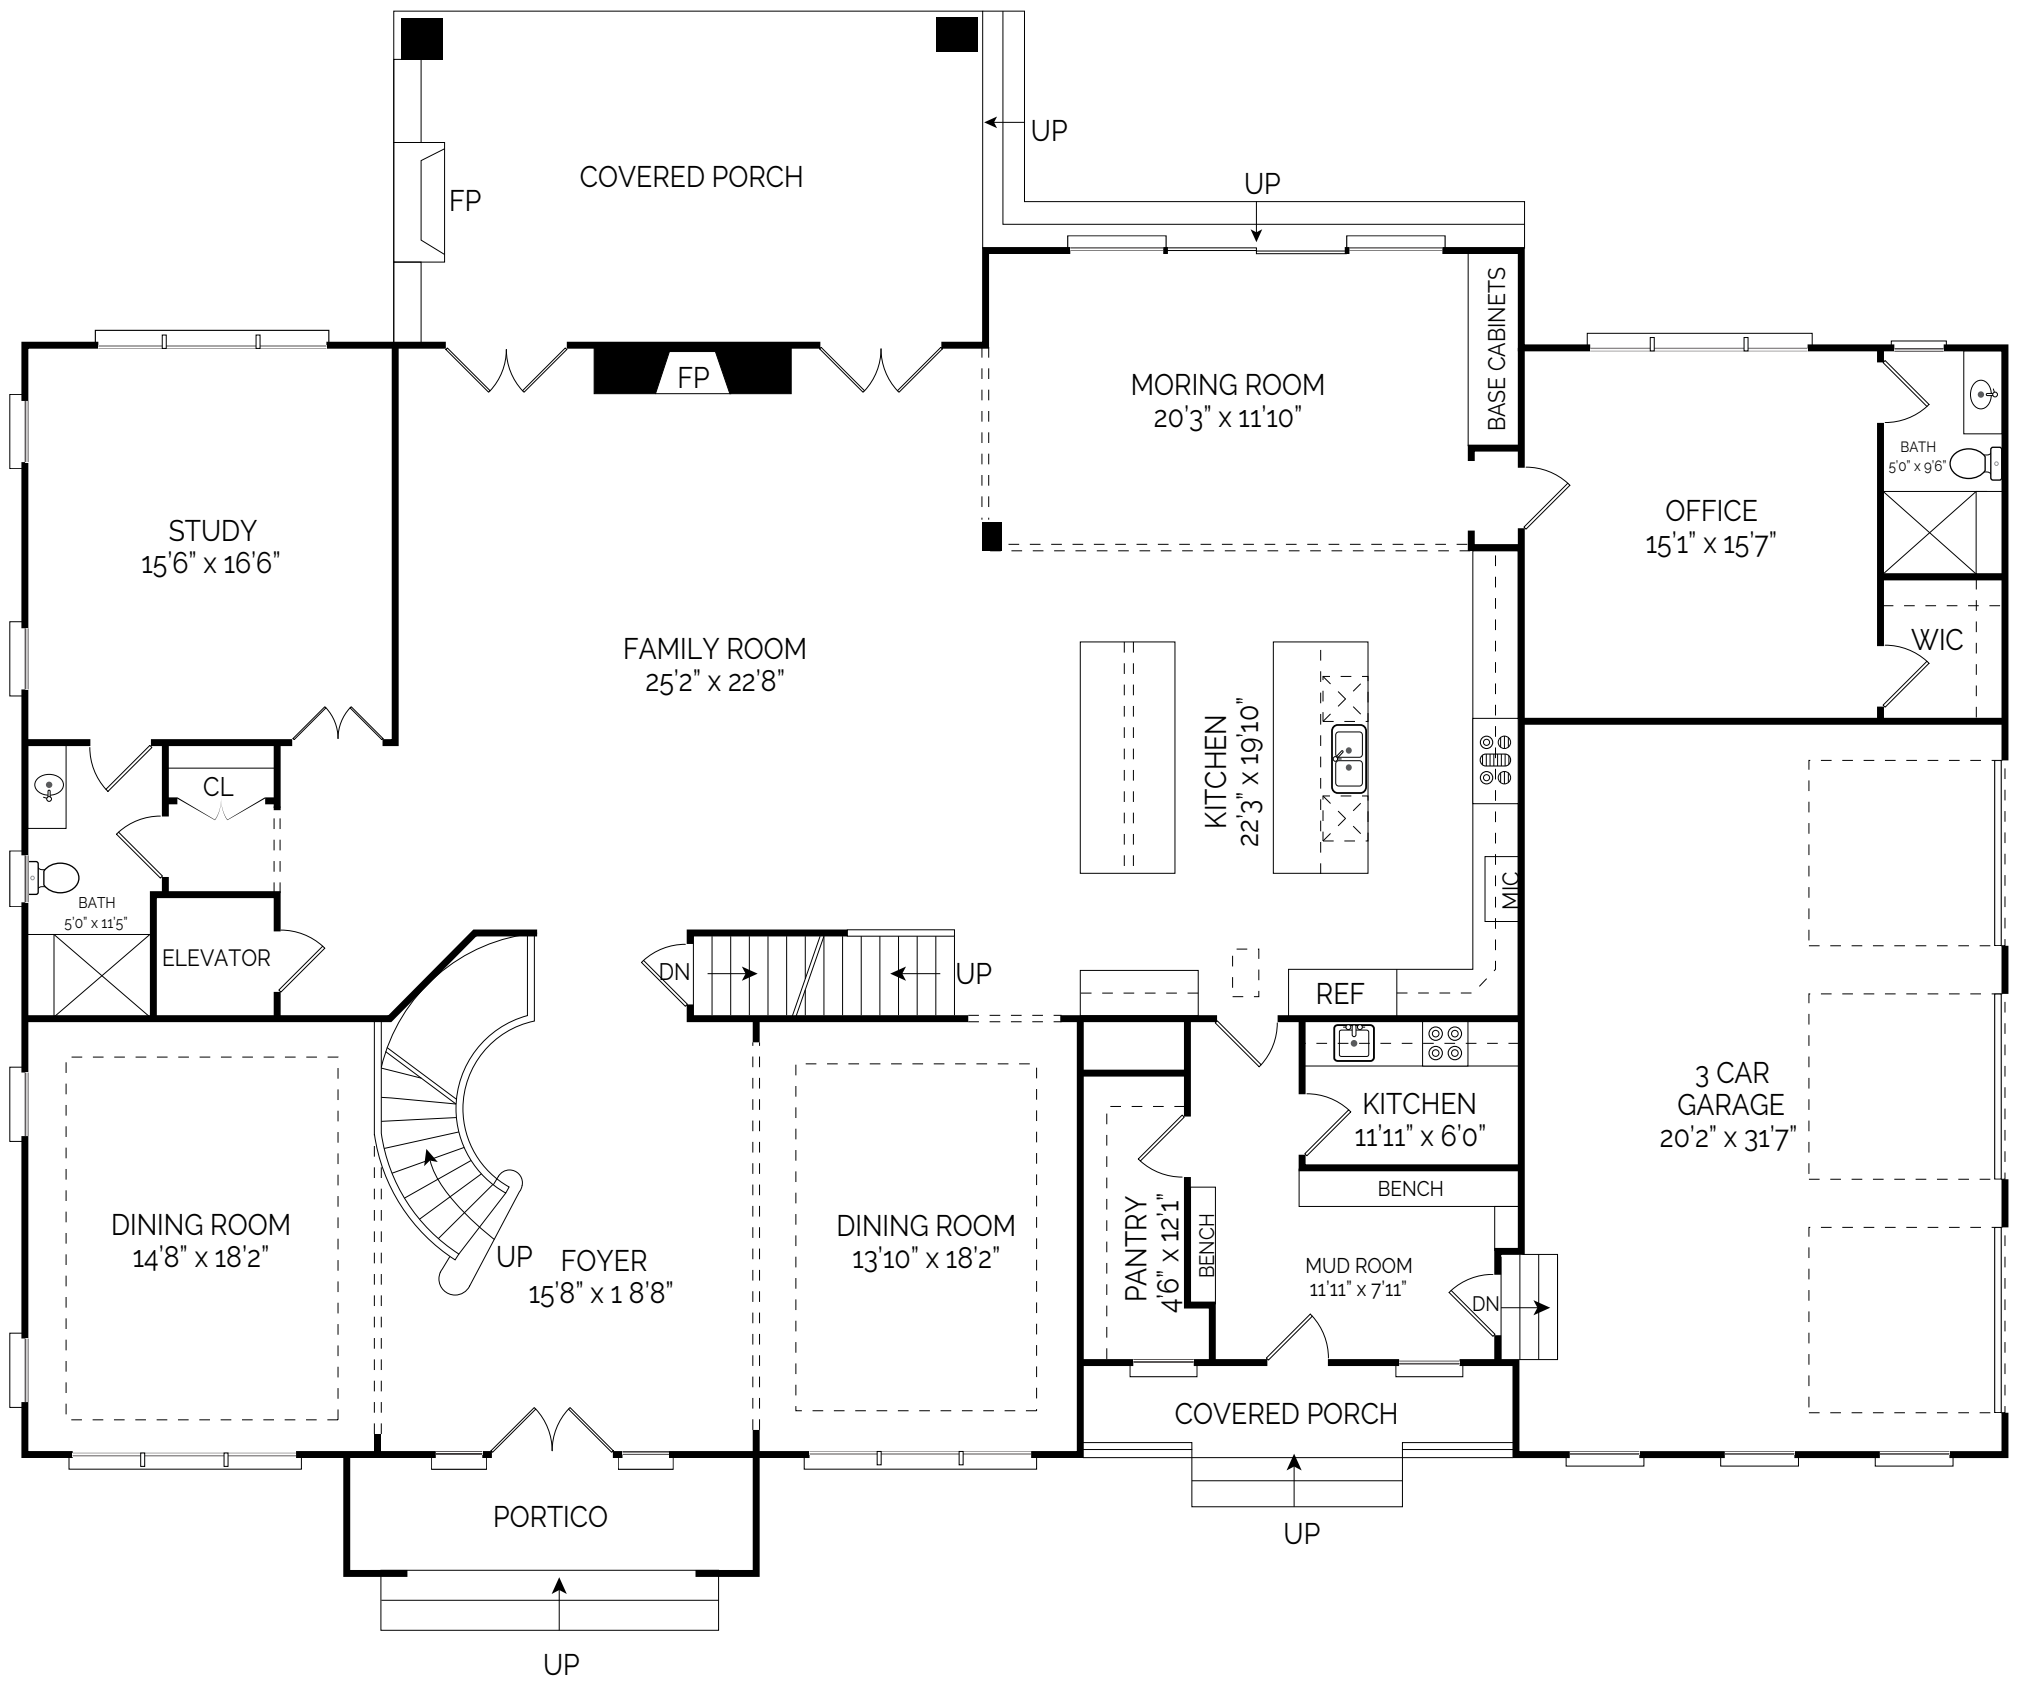 UP
COVERED PORCH
UP
FP
BASE CABINETS
FP
MORING ROOM
20'3" x 11'10"
BATH
5'0" x 9'6"
STUDY
15'6" x 16'6"
OFFICE
15'1" x 15'7"
WIC
FAMILY ROOM
25'2" x 22'8"
KITCHEN
22'3" x 19'10"
CL
MIC
BATH
5'0" x 11'5"
ELEVATOR
DN
UP
REF
3 CAR
GARAGE
20'2" x 31'7"
KITCHEN
11'11" x 6'0"
BENCH
DINING ROOM
14'8" x 18'2"
UP
FOYER
15'8" x 1 8'8"
DINING ROOM
13'10" x 18'2"
PANTRY
4'6" x 12'1"
BENCH
MUD ROOM
11'11" x 7'11"
DN
COVERED PORCH
PORTICO
UP
UP